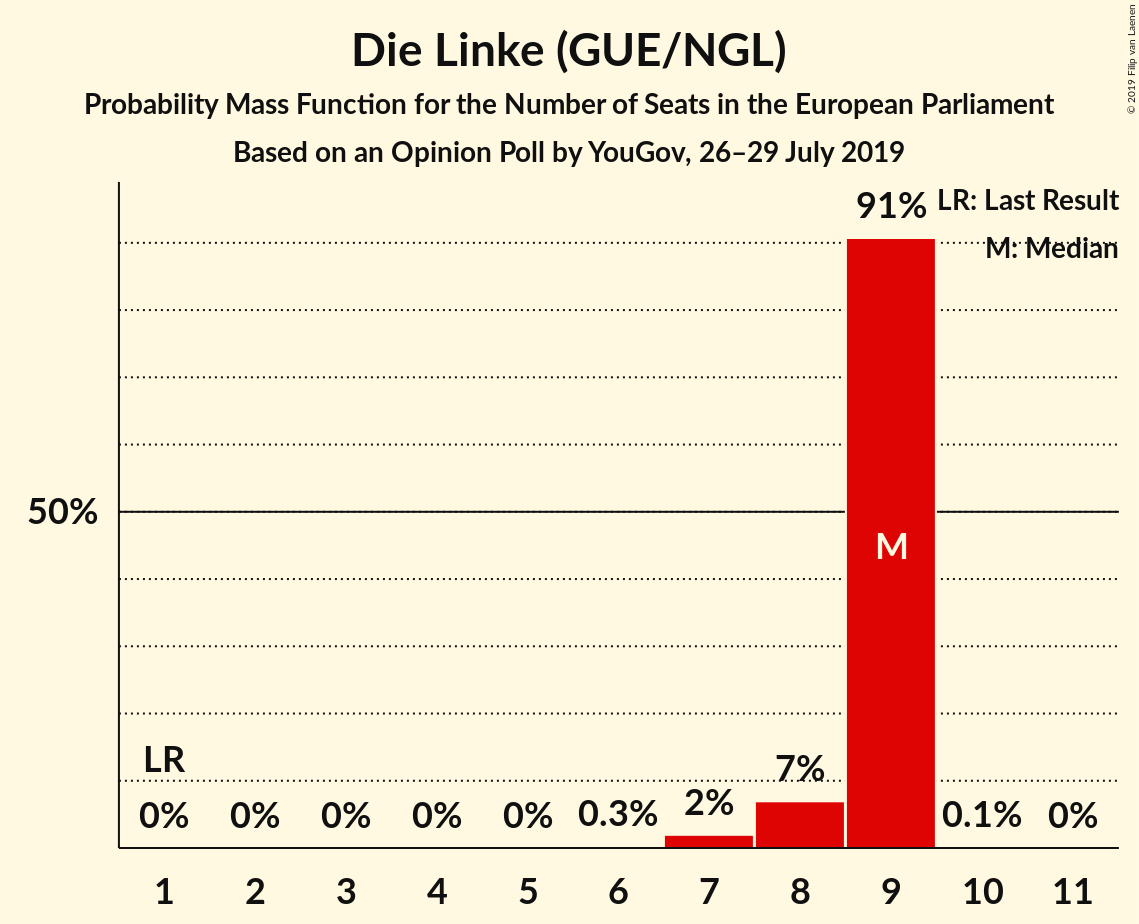 Die Linke (GUE/NGL)
Probability Mass Function for the Number of Seats in the European Parliament
Based on an Opinion Poll by YouGov, 26–29 July 2019
© 2019 Filip van Laenen
LR: Last Result
M: Median
91%
50%
M
LR
7%
2%
0% 0% 0% 0% 0% 0.3% 0.1% 0%
1 2 3 4 5 6 7 8 9 10 11